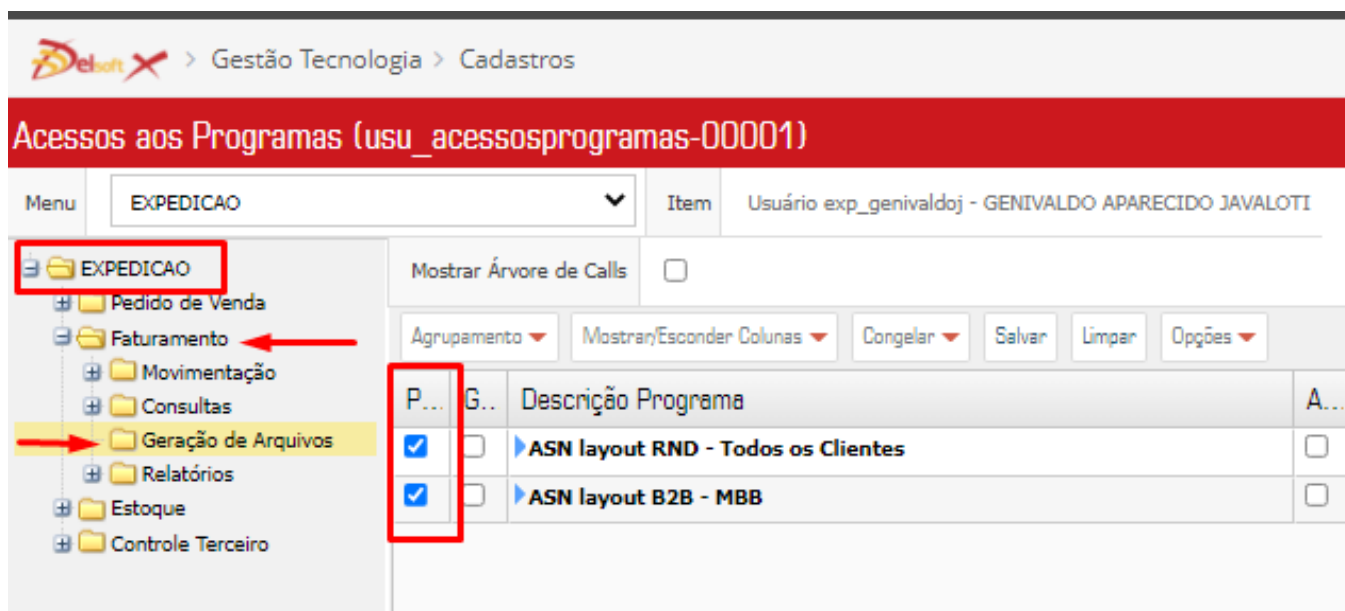 Delsoft X > Gestão Tecnologia > Cadastros
Acessos aos Programas (usu_acessosprogramas-00001)
Menu EXPEDICAO Item Usuário exp_genivaldoj - GENIVALDO APARECIDO JAVALOTI
EXPEDICAO
Pedido de Venda
Faturamento
Movimentação
Consultas
Geração de Arquivos
Relatórios
Estoque
Controle Terceiro
Mostrar Árvore de Calls
Agrupamento Mostrar/Esconder Colunas Congelar Salvar Limpar Opções
P... G.. Descrição Programa A...
ASN layout RND - Todos os Clientes
ASN layout B2B - MBB